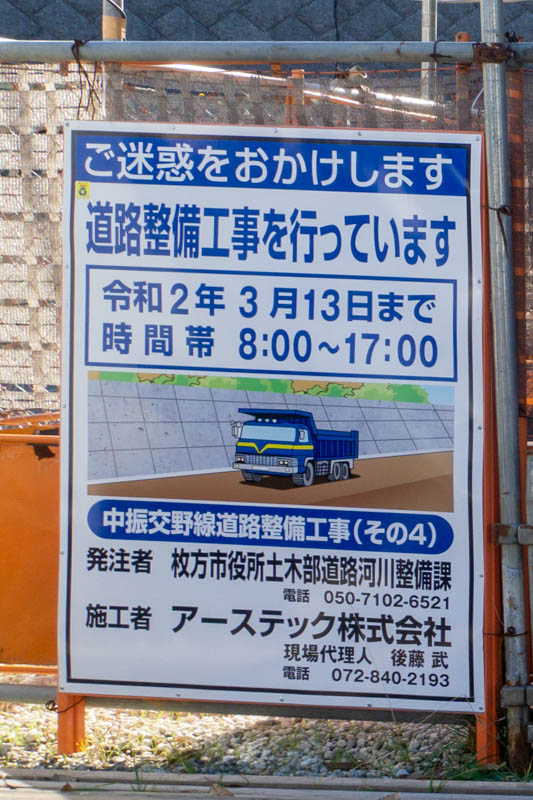 ご迷惑をおかけします
道路整備工事を行っています
令和2年 3月13日まで
時間帯 8:00〜17:00
中振交野線道路整備工事(その4)
発注者 枚方市役所土木部道路河川整備課
電話 050-7102-6521
施工者 アーステック株式会社
現場代理人 後藤 武
電話 072-840-2193